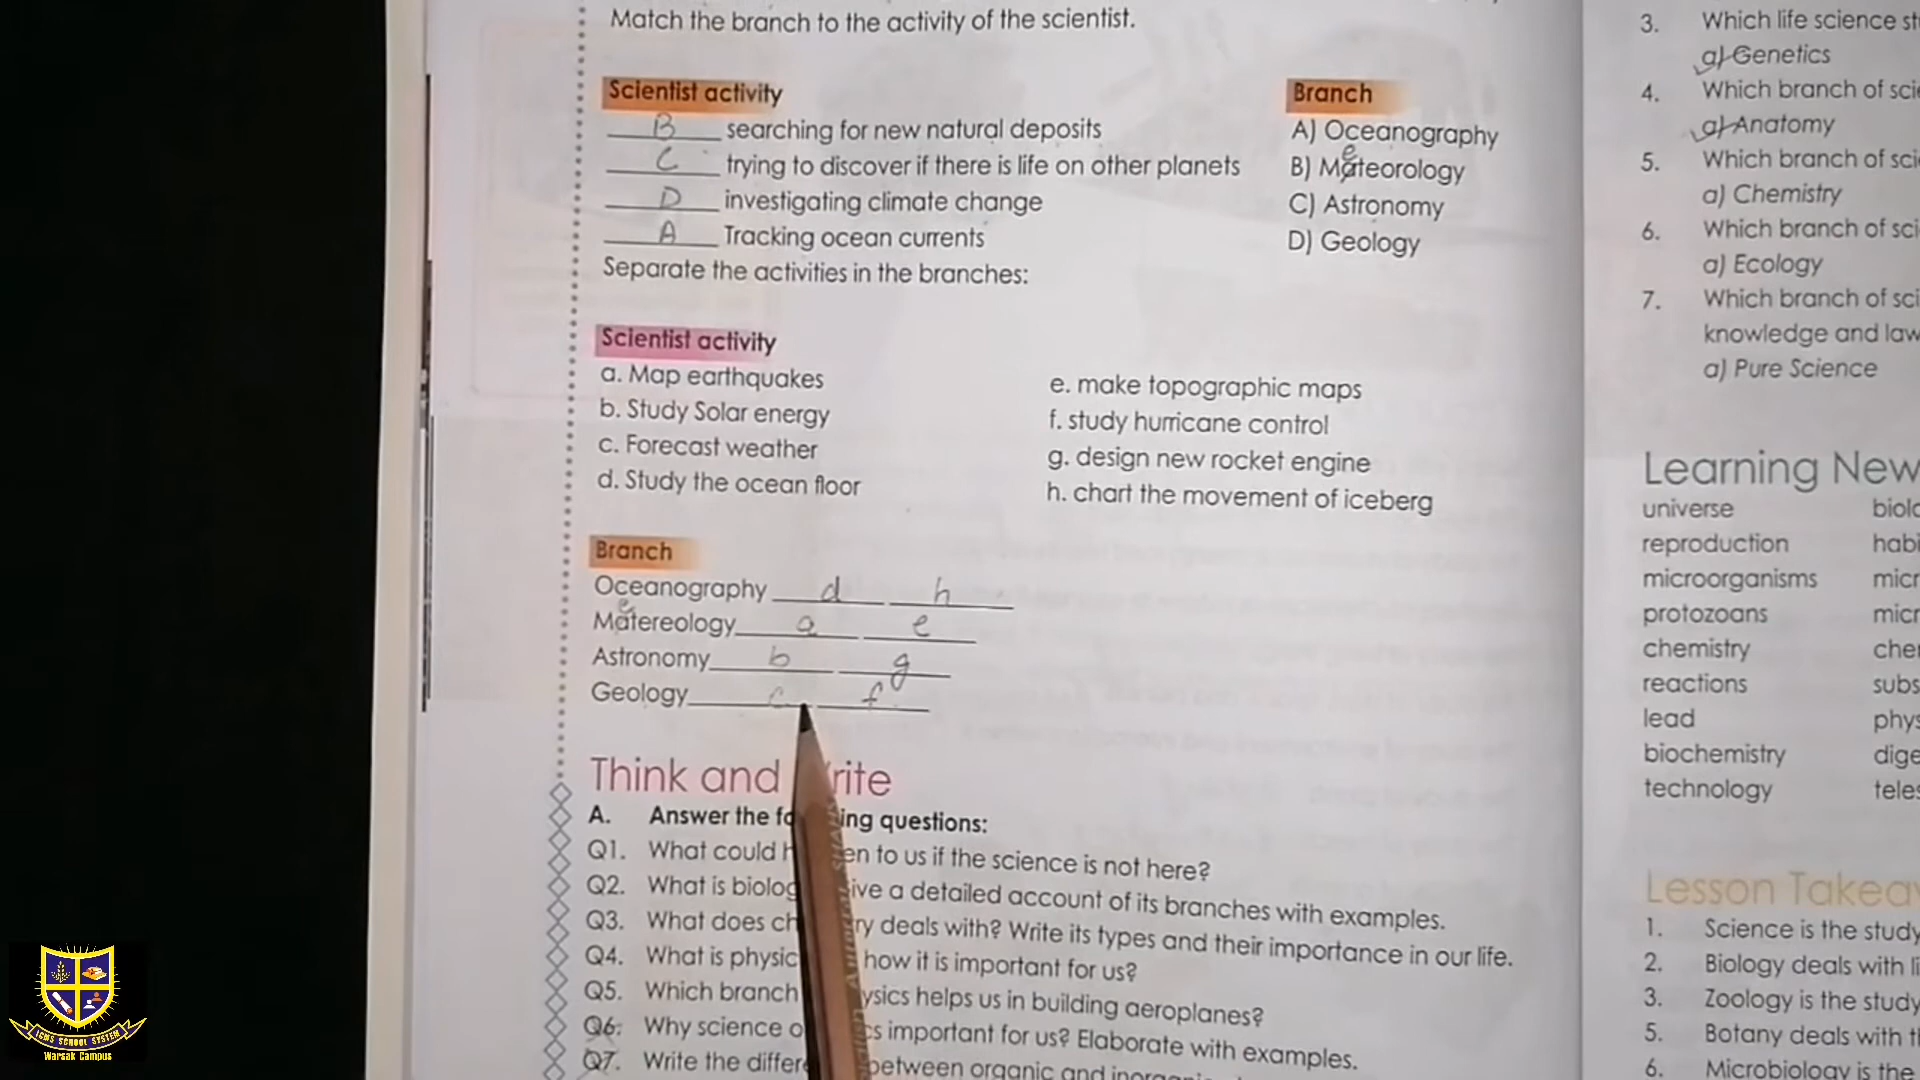 Match the branch to the activity of the scientist.
Scientist activity
Branch
B searching for new natural deposits
A) Oceanography
C trying to discover if there is life on other planets
B) Mateorology
e
D investigating climate change
C) Astronomy
A Tracking ocean currents
D) Geology
Separate the activities in the branches:
Scientist activity
a. Map earthquakes
e. make topographic maps
b. Study Solar energy
f. study hurricane control
c. Forecast weather
g. design new rocket engine
d. Study the ocean floor
h. chart the movement of iceberg
Branch
Oceanography d h
e
Matereology a e
Astronomy b g
Geology c f
Think and rite
A. Answer the fo ing questions:
Q1. What could h en to us if the science is not here?
Q2. What is biolog ive a detailed account of its branches with examples.
Q3. What does ch ry deals with? Write its types and their importance in our life.
Q4. What is physic how it is important for us?
Q5. Which branch ysics helps us in building aeroplanes?
Q6. Why science o cs important for us? Elaborate with examples.
Q7. Write the differ between organic and
3. Which life science st
a) Genetics
4. Which branch of scie
a) Anatomy
5. Which branch of sci
a) Chemistry
6. Which branch of sci
a) Ecology
7. Which branch of sci
knowledge and law
a) Pure Science
Learning New
universe biolo
reproduction habi
microorganisms micr
protozoans micr
chemistry che
reactions subs
lead phys
biochemistry dige
technology teles
Lesson Takeav
1. Science is the study
2. Biology deals with li
3. Zoology is the study
5. Botany deals with t
6. Microbiology is the
ICMS SCHOOL SYSTEM
Warsak Campus